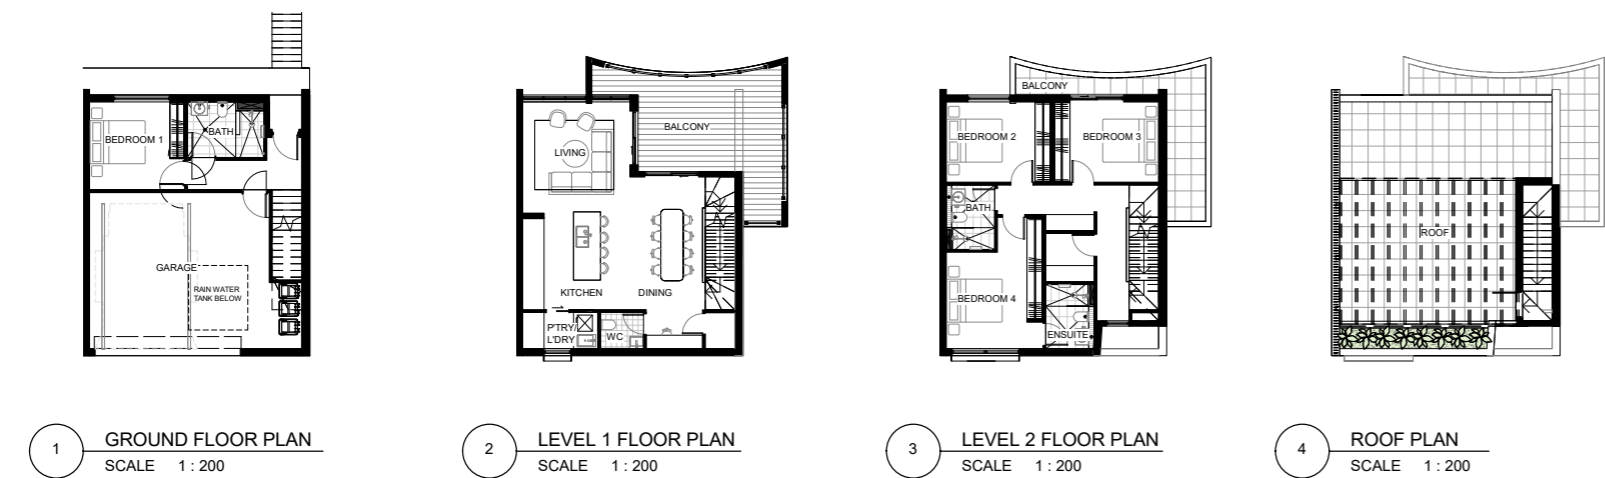 BEDROOM 1
BATH
GARAGE
RAIN WATER
TANK BELOW
1
GROUND FLOOR PLAN
SCALE 1 : 200
BALCONY
LIVING
KITCHEN
DINING
P'TRY/
L'DRY
WC
2
LEVEL 1 FLOOR PLAN
SCALE 1 : 200
BALCONY
BEDROOM 2
BEDROOM 3
BATH
BEDROOM 4
ENSUITE
3
LEVEL 2 FLOOR PLAN
SCALE 1 : 200
ROOF
4
ROOF PLAN
SCALE 1 : 200